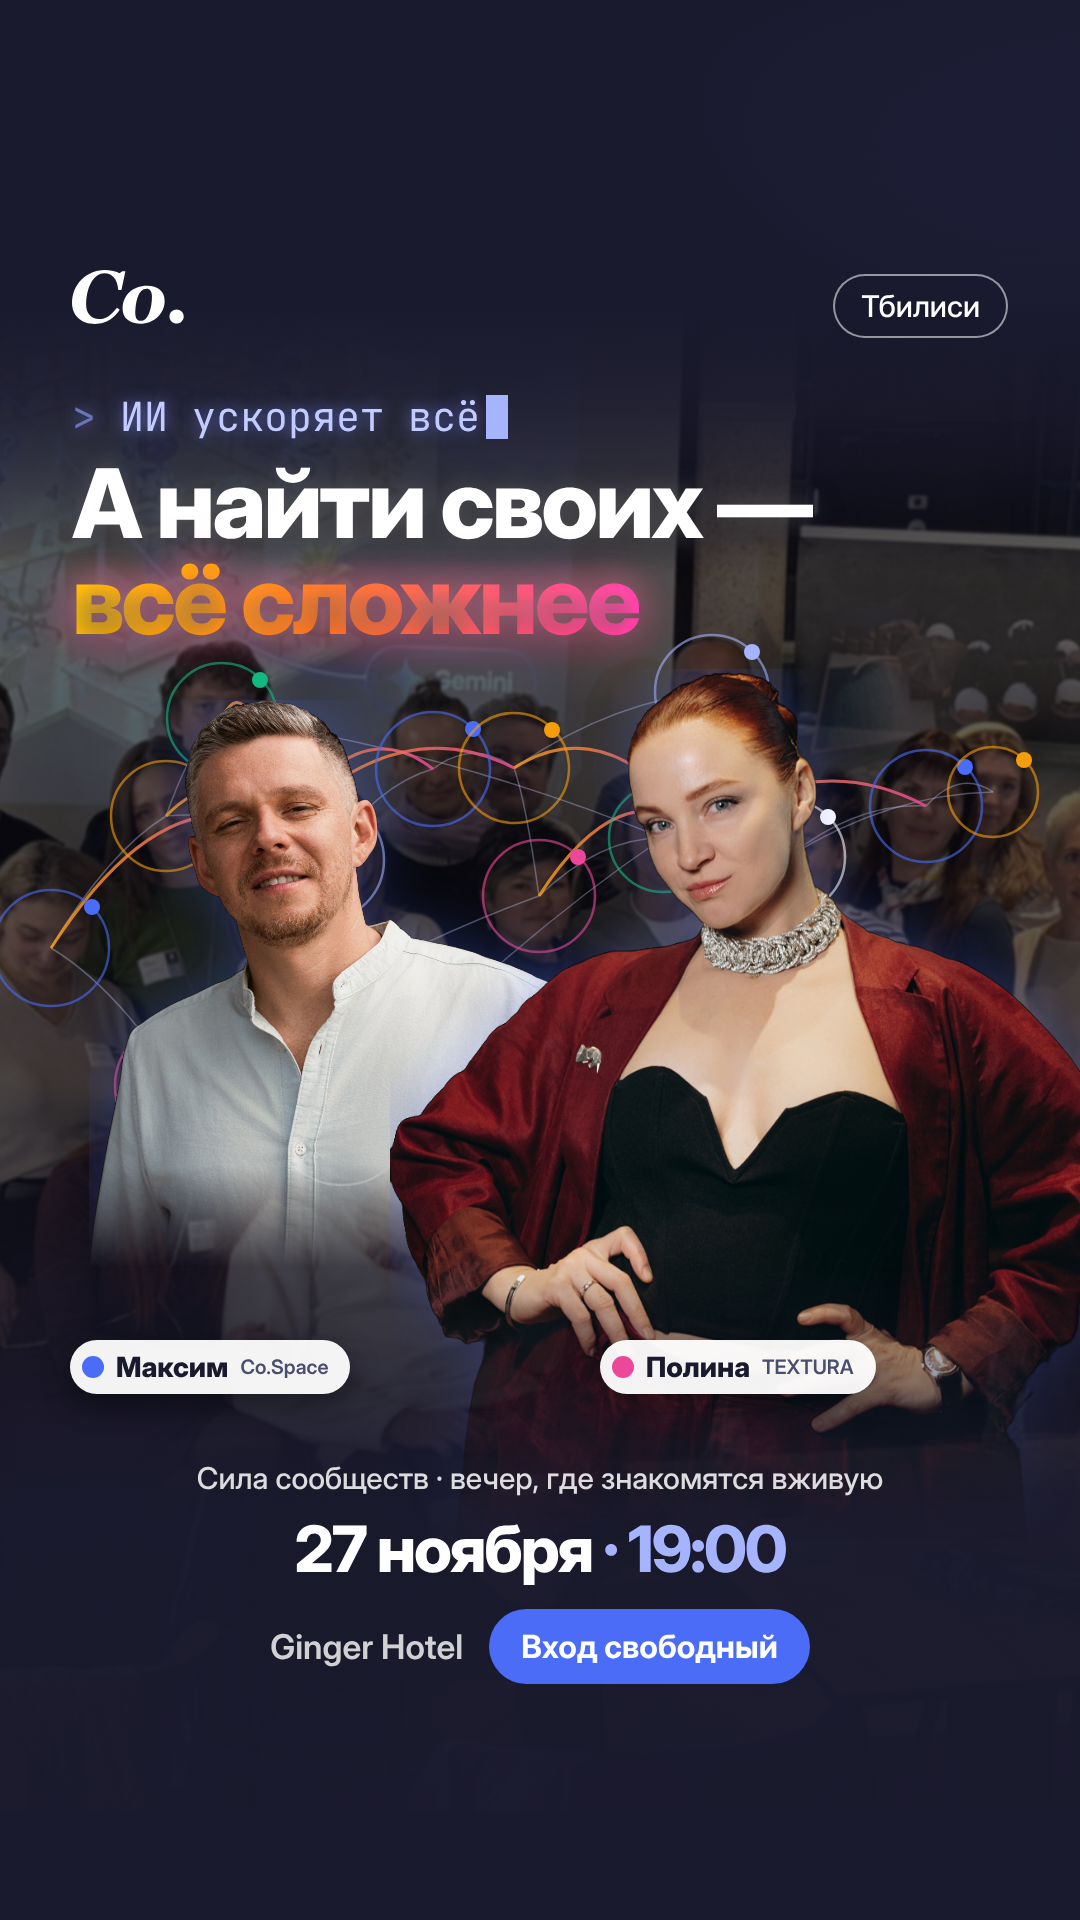 Co.
Тбилиси
> ИИ ускоряет всё
А найти своих —
всё сложнее
Gemini
Максим Co.Space
Полина TEXTURA
Сила сообществ · вечер, где знакомятся вживую
27 ноября · 19:00
Ginger Hotel
Вход свободный